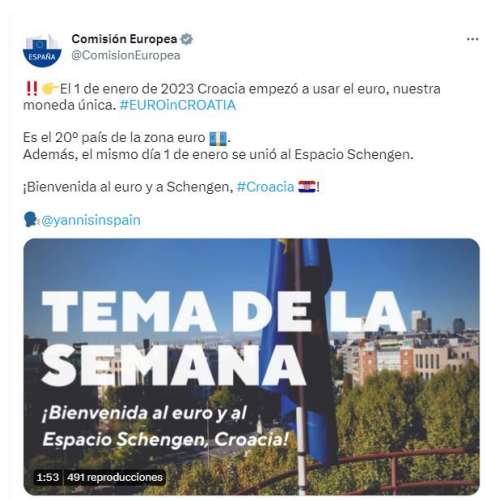 Comisión Europea
@ComisionEuropea
ESPAÑA
‼️👉El 1 de enero de 2023 Croacia empezó a usar el euro, nuestra
moneda única. #EUROinCROATIA
Es el 20º país de la zona euro 💶.
Además, el mismo día 1 de enero se unió al Espacio Schengen.
¡Bienvenida al euro y a Schengen, #Croacia 🇭🇷!
🗣️@yannisinspain
TEMA DE LA
SEMANA
¡Bienvenida al euro y al
Espacio Schengen, Croacia!
1:53 491 reproducciones